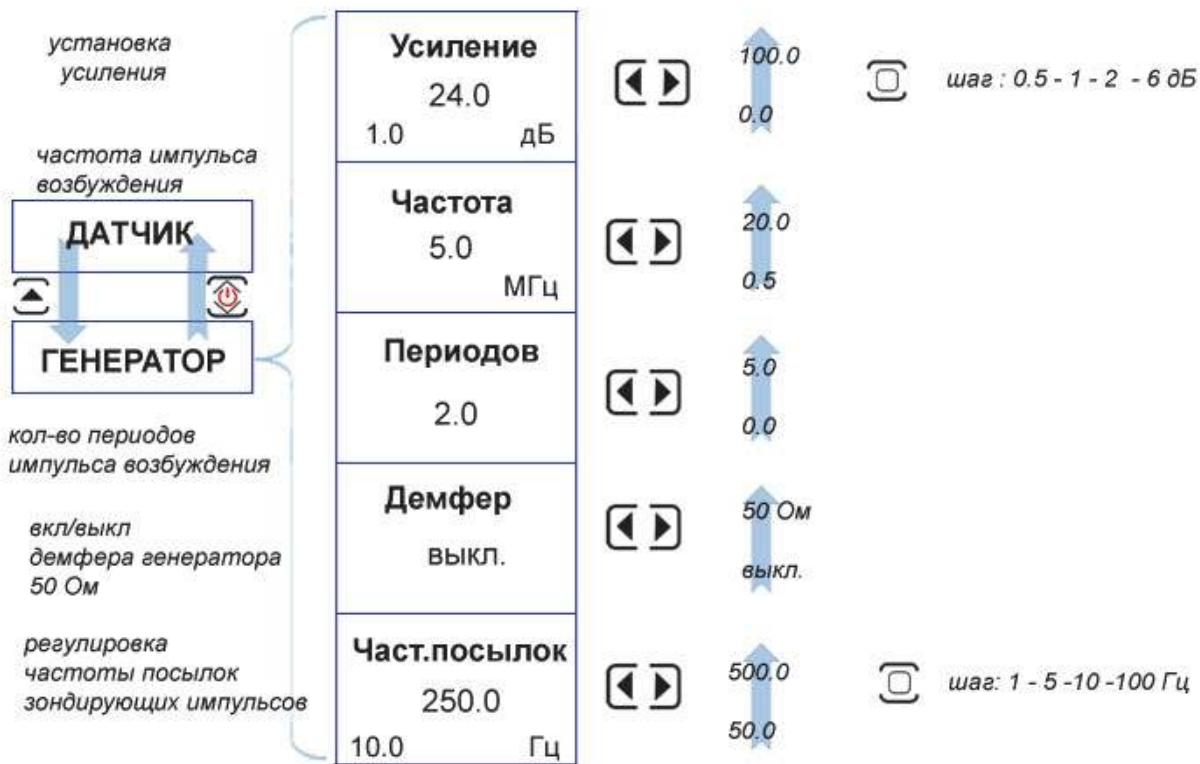 установка
усиления
частота импульса
возбуждения
ДАТЧИК
ГЕНЕРАТОР
кол-во периодов
импульса возбуждения
вкл/выкл
демфера генератора
50 Ом
регулировка
частоты посылок
зондирующих импульсов
Усиление
24.0
1.0 дБ
100.0
0.0
шаг : 0.5 - 1 - 2 - 6 дБ
Частота
5.0
МГц
20.0
0.5
Периодов
2.0
5.0
0.0
Демфер
выкл.
50 Ом
выкл.
Част.посылок
250.0
10.0 Гц
500.0
50.0
шаг: 1 - 5 -10 -100 Гц